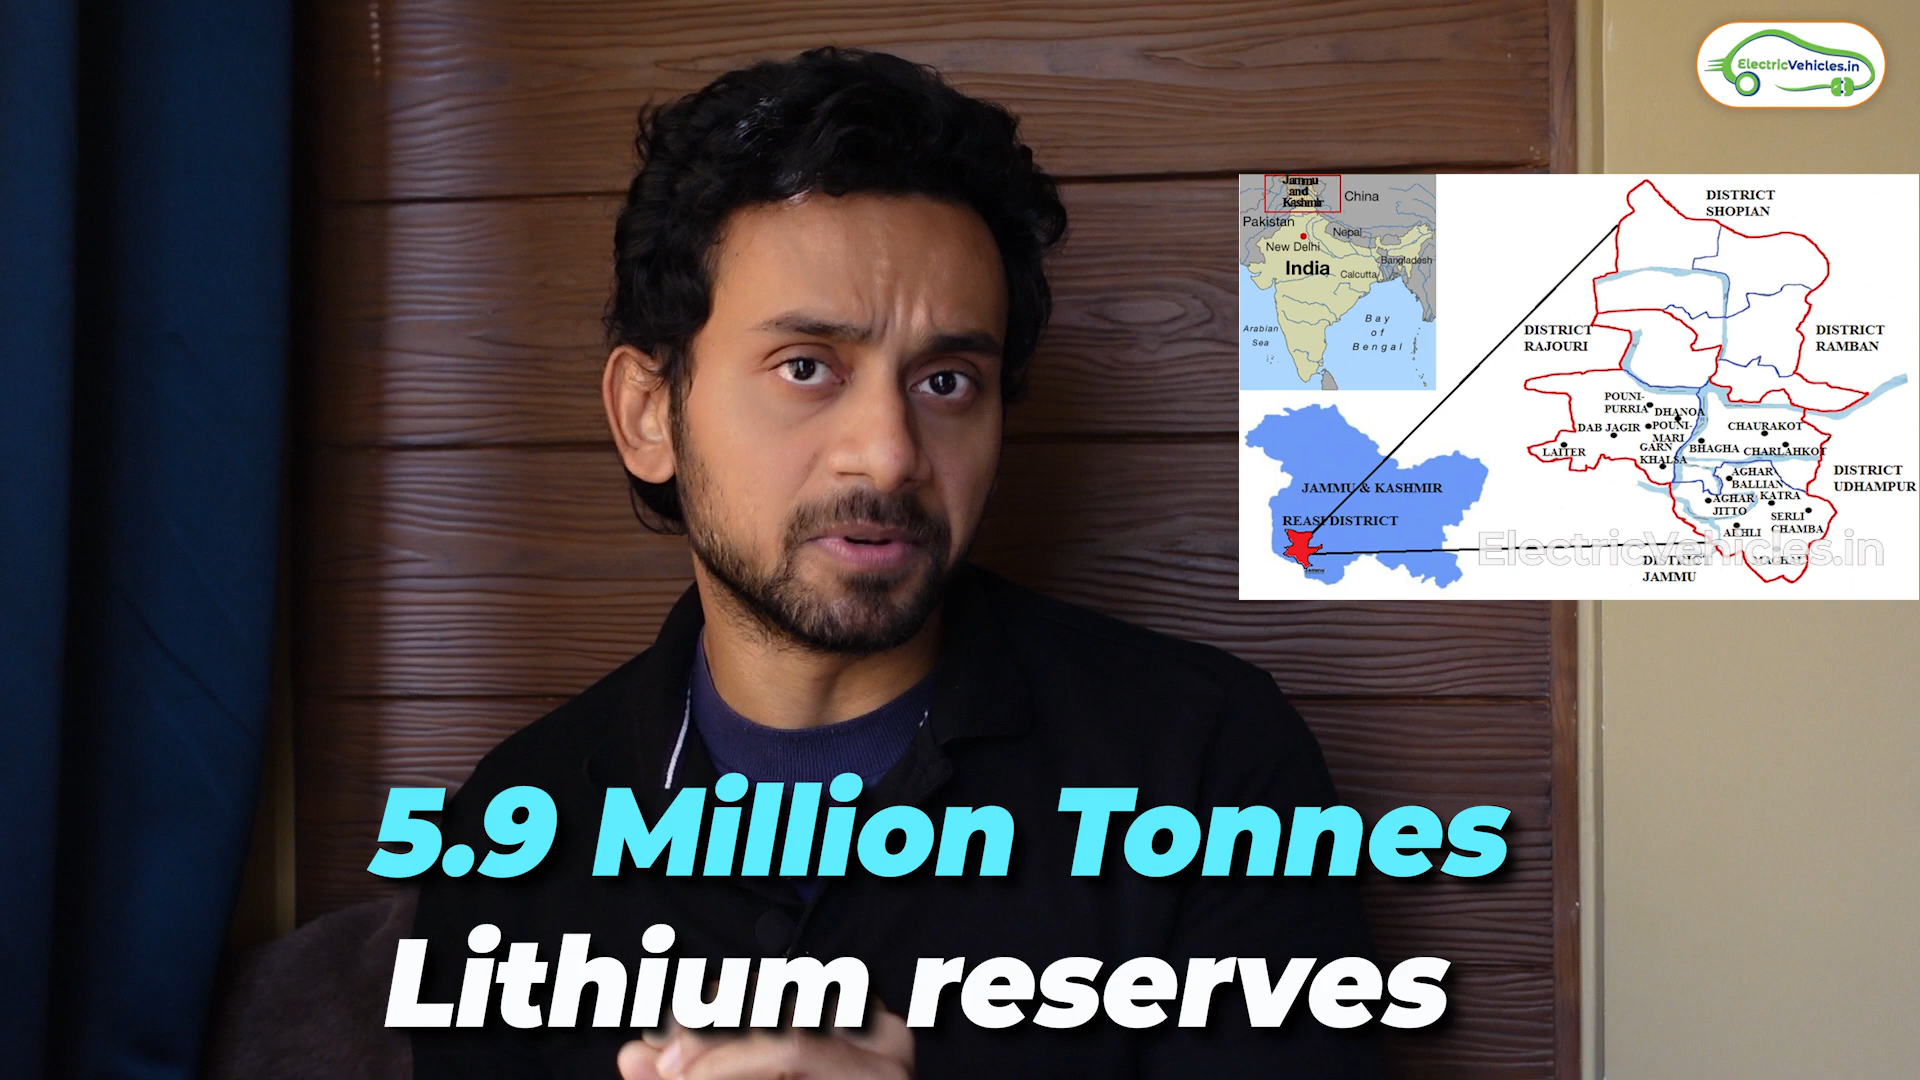 ElectricVehicles.in
Jammu
and
Kashmir
China
Pakistan
Nepal
New Delhi
India
Bangladesh
Calcutta
Arabian
Sea
Bay
of
Bengal
JAMMU & KASHMIR
REASI DISTRICT
DISTRICT
SHOPIAN
DISTRICT
RAJOURI
DISTRICT
RAMBAN
POUNI-
PURRIA
DHANOA
DAB JAGIR
POUNI-
MARI
CHAURAKOT
LAITER
GARN
KHALSA
BHAGHA
CHARLAHKOT
AGHAR
BALLIAN
DISTRICT
UDHAMPUR
AGHAR
JITTO
KATRA
SERLI
CHAMBA
ElectricVehicles.in
DISTRICT
JAMMU
5.9 Million Tonnes
Lithium reserves